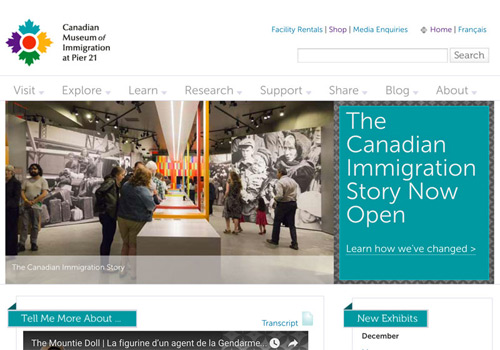 Canadian
Museum of
Immigration
at Pier 21
Facility Rentals | Shop | Media Enquiries
Home | Français
Search
Visit
Explore
Learn
Research
Support
Share
Blog
About
The
Canadian
Immigration
Story Now
Open
Learn how we've changed >
The Canadian Immigration Story
Tell Me More About ...
Transcript
The Mountie Doll | La figurine d'un agent de la Gendarme...
New Exhibits
December